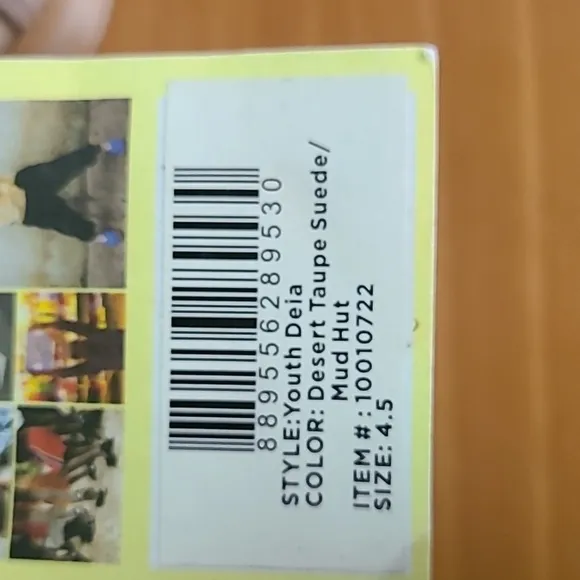 889556289530
STYLE:Youth Deia
COLOR: Desert Taupe Suede/
Mud Hut
ITEM # : 10010722
SIZE: 4.5